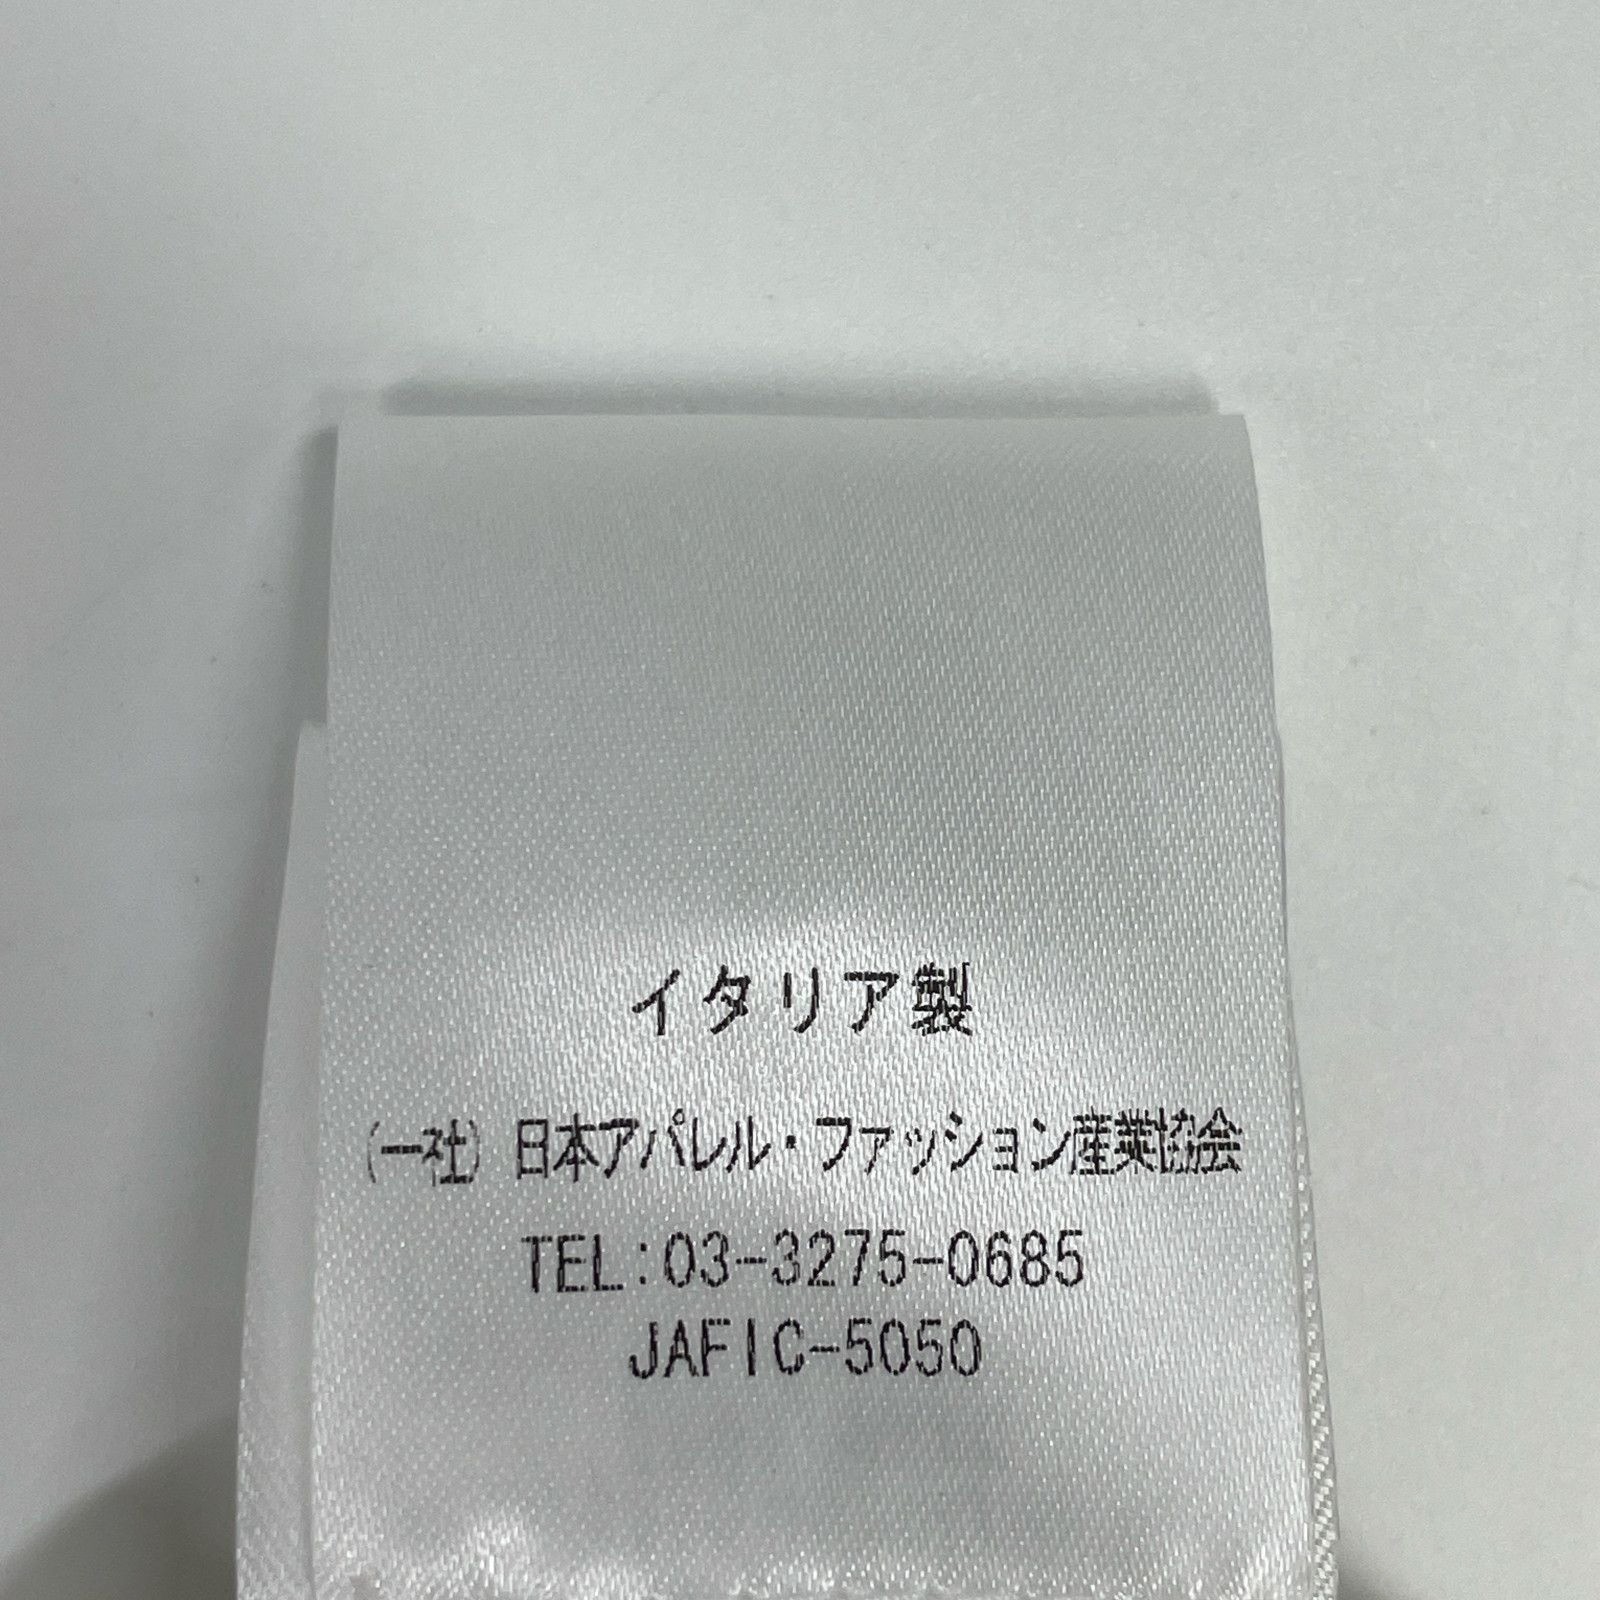 イタリア製
(一社) 日本アパレル・ファッション産業協会
TEL:03-3275-0685
JAFIC-5050